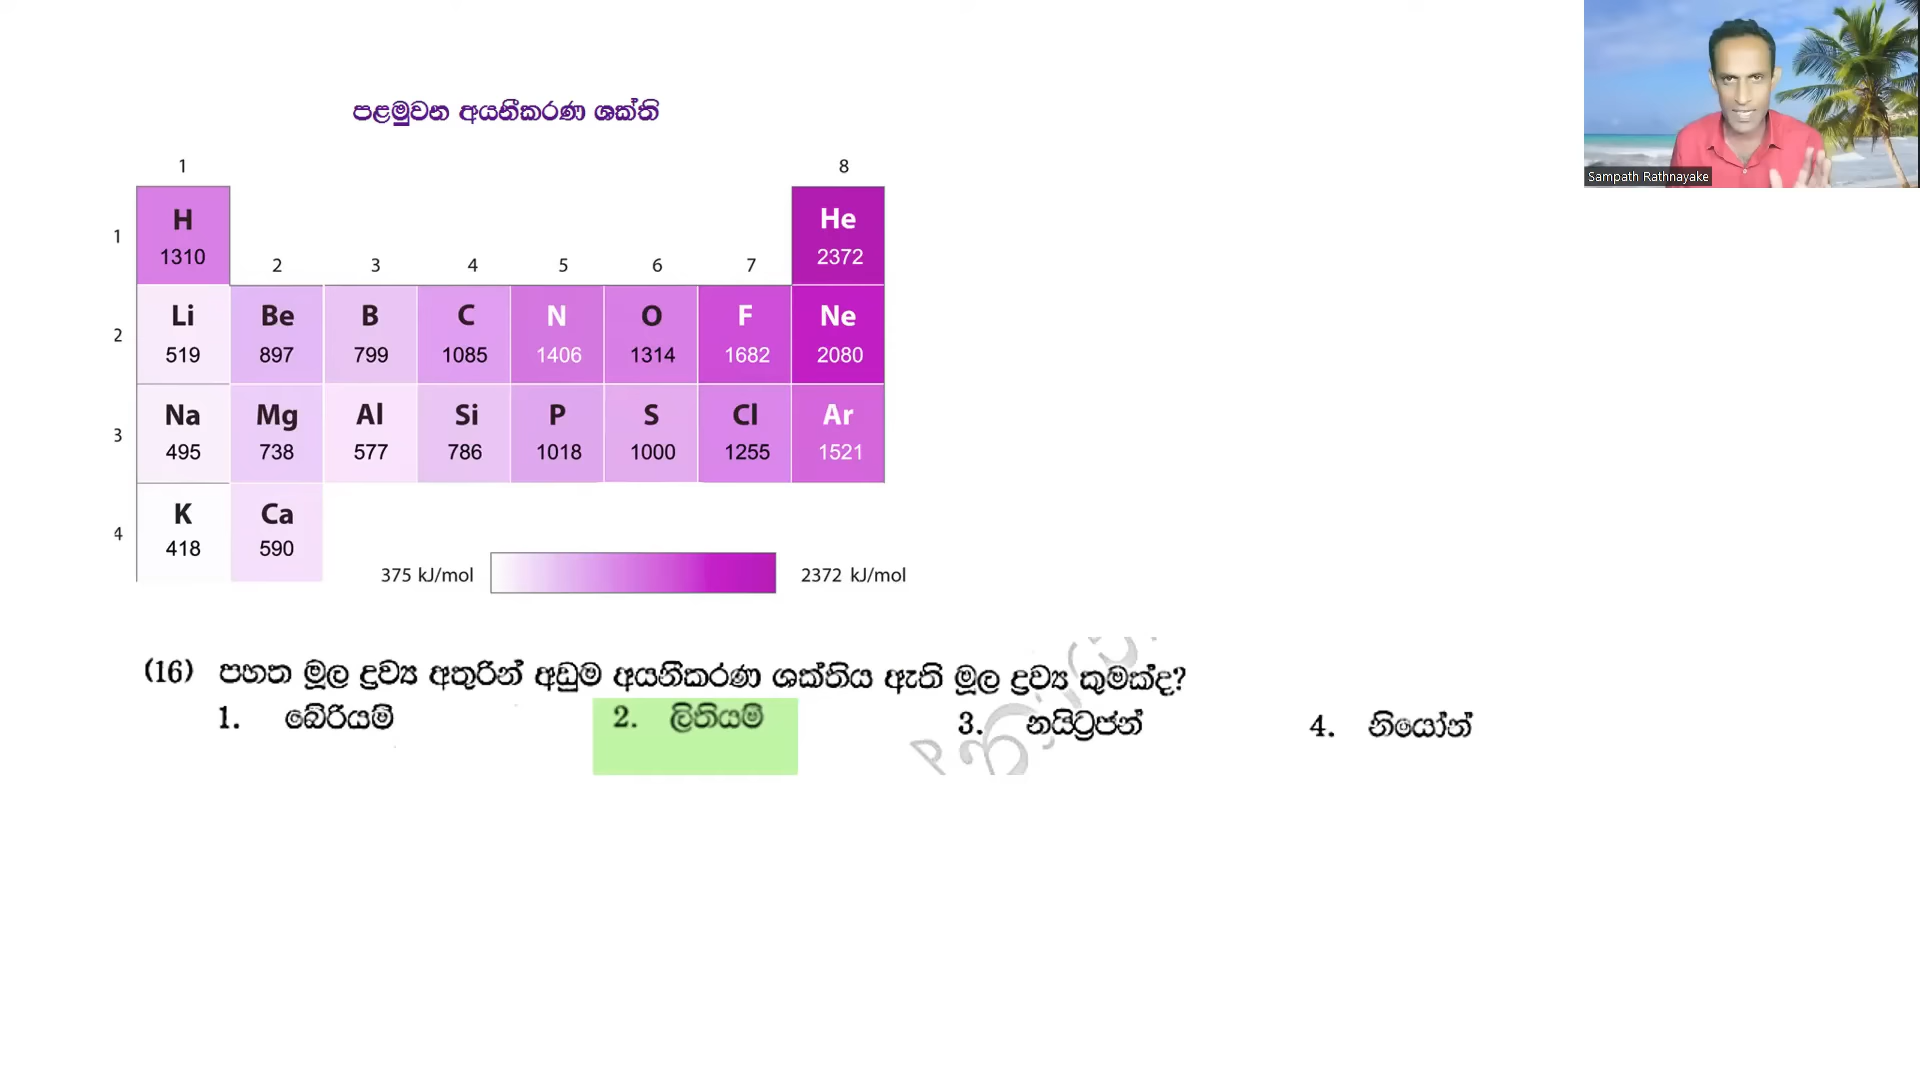 Sampath Rathnayake
පළමුවන අයනීකරණ ශක්ති
1 8
H He
1 1310 2372
2 3 4 5 6 7
Li Be B C N O F Ne
2 519 897 799 1085 1406 1314 1682 2080
Na Mg Al Si P S Cl Ar
3 495 738 577 786 1018 1000 1255 1521
K Ca
4 418 590
375 kJ/mol 2372 kJ/mol
(16) පහත මූල ද්‍රව්‍ය අතුරින් අඩුම අයනීකරණ ශක්තිය ඇති මූල ද්‍රව්‍ය කුමක්ද?
1. බේරියම් 2. ලිතියම් 3. නයිට්‍රජන් 4. නියෝන්